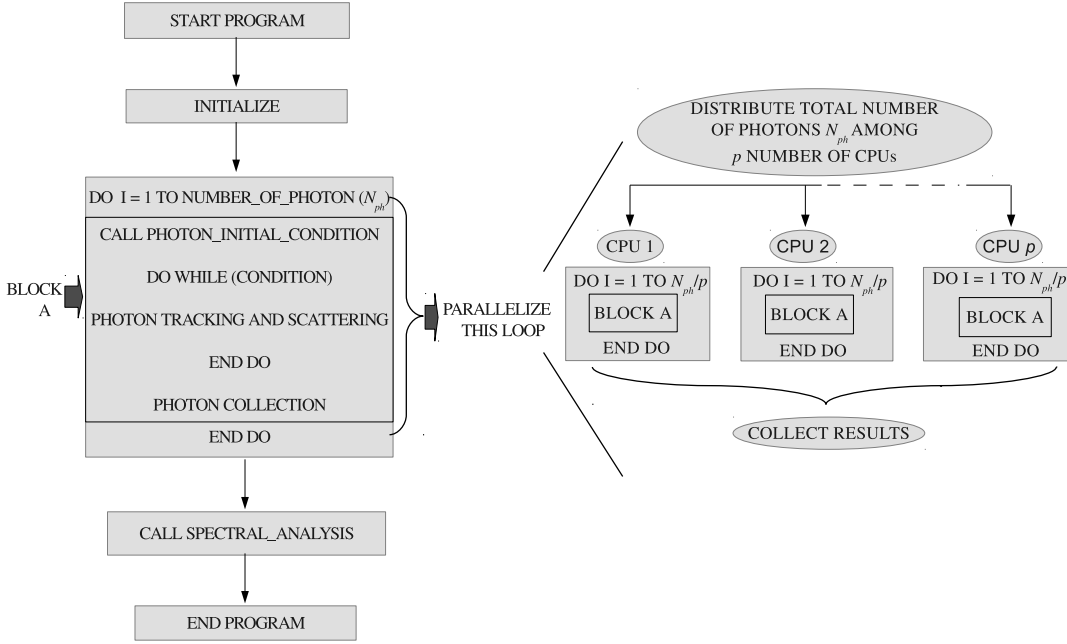 START PROGRAM
INITIALIZE
DO I = 1 TO NUMBER_OF_PHOTON (N_ph)
CALL PHOTON_INITIAL_CONDITION
DO WHILE (CONDITION)
PHOTON TRACKING AND SCATTERING
END DO
PHOTON COLLECTION
END DO
BLOCK
A
PARALLELIZE
THIS LOOP
CALL SPECTRAL_ANALYSIS
END PROGRAM
DISTRIBUTE TOTAL NUMBER
OF PHOTONS N_ph AMONG
p NUMBER OF CPUs
CPU 1
DO I = 1 TO N_ph/p
BLOCK A
END DO
CPU 2
DO I = 1 TO N_ph/p
BLOCK A
END DO
CPU p
DO I = 1 TO N_ph/p
BLOCK A
END DO
COLLECT RESULTS